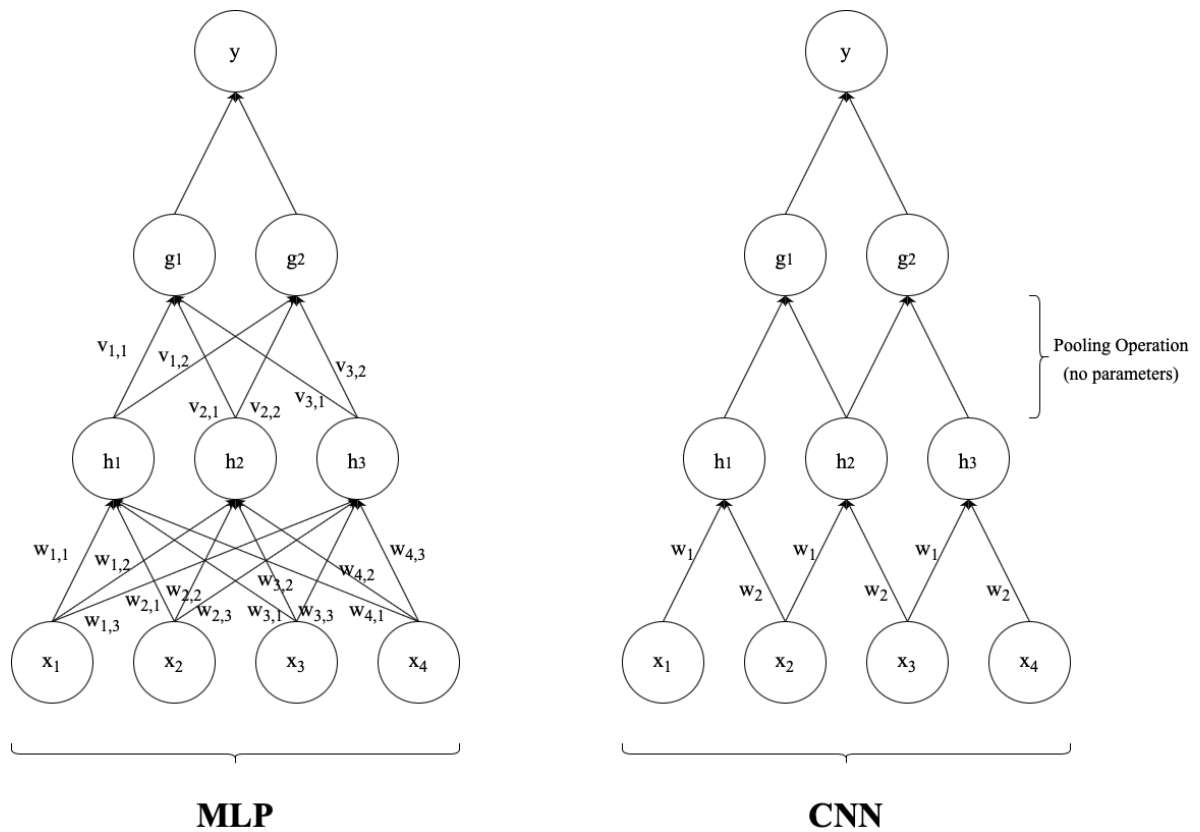 y
y
g1
g2
g1
g2
v1,1
v1,2
v2,1
v2,2
v3,1
v3,2
Pooling Operation
(no parameters)
h1
h2
h3
h1
h2
h3
w1,1
w1,2
w1,3
w2,1
w2,2
w2,3
w3,1
w3,2
w3,3
w4,1
w4,2
w4,3
w1
w2
w1
w2
w1
w2
x1
x2
x3
x4
x1
x2
x3
x4
MLP
CNN